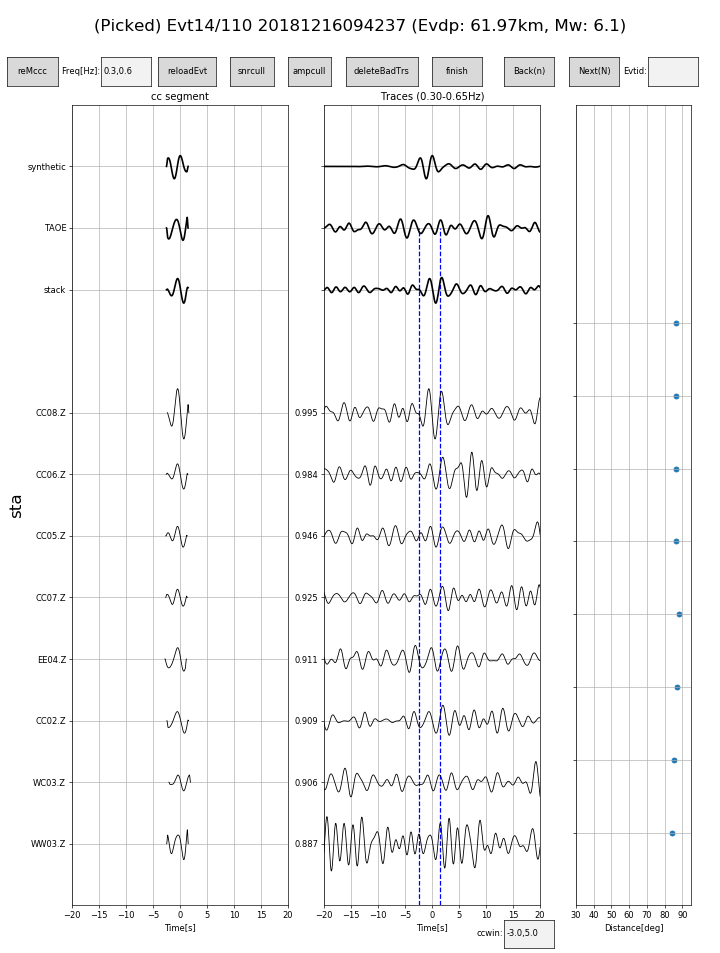 (Picked) Evt14/110 20181216094237 (Evdp: 61.97km, Mw: 6.1)
reMccc Freq[Hz]: 0.3,0.6 reloadEvt snrcull ampcull deleteBadTrs finish Back(n) Next(N) Evtid:
cc segment Traces (0.30-0.65Hz)
synthetic
TAOE
stack
CC08.Z 0.995
CC06.Z 0.984
sta
CC05.Z 0.946
CC07.Z 0.925
EE04.Z 0.911
CC02.Z 0.909
WC03.Z 0.906
WW03.Z 0.887
−20 −15 −10 −5 0 5 10 15 20 −20 −15 −10 −5 0 5 10 15 20 30 40 50 60 70 80 90
Time[s] Time[s] Distance[deg]
ccwin: -3.0,5.0